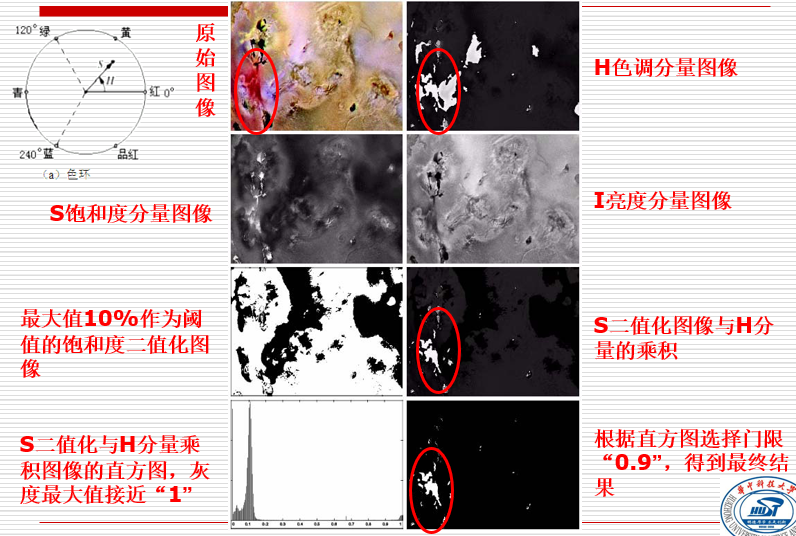 120°绿
黄
S
H
青
红 0°
240°蓝
品红
(a) 色环
原始图像
H色调分量图像
S饱和度分量图像
I亮度分量图像
最大值10%作为阈
值的饱和度二值化图
像
S二值化图像与H分
量的乘积
S二值化与H分量乘
积图像的直方图，灰
度最大值接近“1”
0 0.1 0.2 0.3 0.4 0.5 0.6 0.7 0.8 0.9 1
根据直方图选择门限
“0.9”，得到最终结
果
华中科技大学
HUST